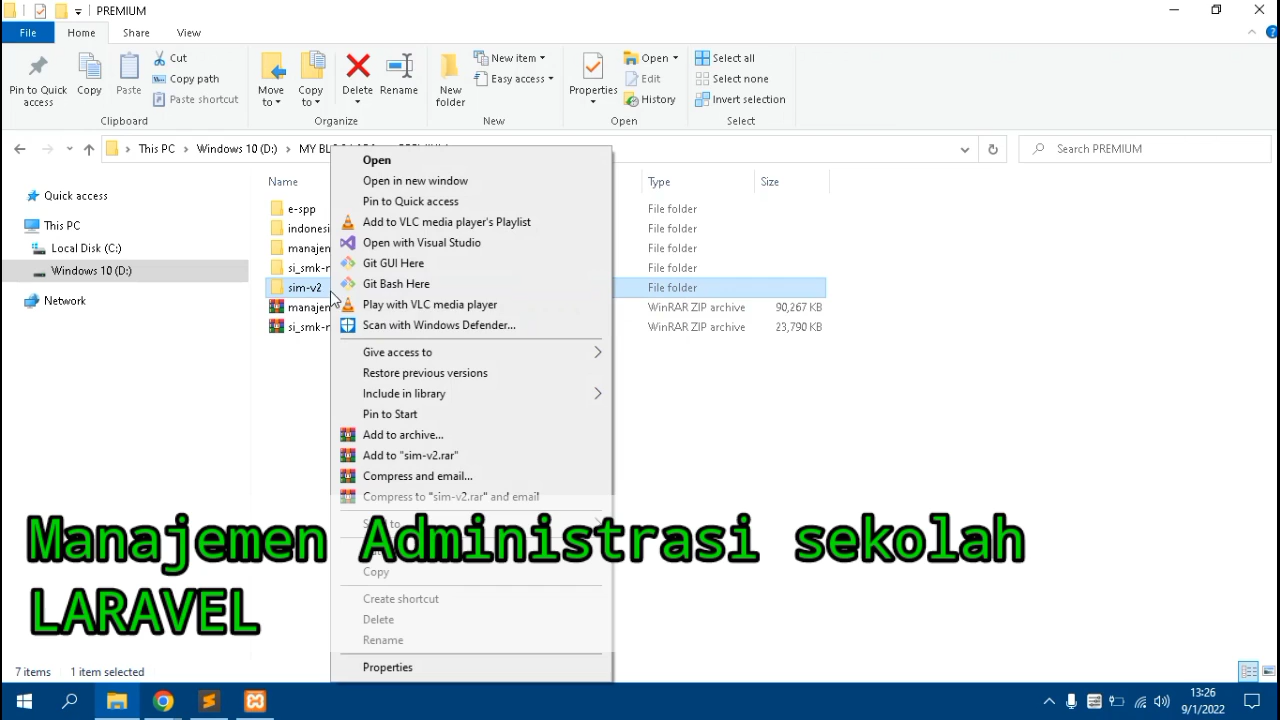 PREMIUM
File
Home
Share
View
Pin to Quick access
Copy
Paste
Cut
Copy path
Paste shortcut
Clipboard
Move to
Copy to
Delete
Rename
Organize
New folder
New item
Easy access
New
Properties
Open
Edit
History
Open
Select all
Select none
Invert selection
Select
This PC
Windows 10 (D:)
Search PREMIUM
Quick access
This PC
Local Disk (C:)
Windows 10 (D:)
Network
Name
Type
Size
e-spp
File folder
indonesi
File folder
manajem
File folder
File folder
sim-v2
File folder
manajem
WinRAR ZIP archive
90,267 KB
WinRAR ZIP archive
23,790 KB
Open
Open in new window
Pin to Quick access
Add to VLC media player's Playlist
Open with Visual Studio
Git GUI Here
Git Bash Here
Play with VLC media player
Scan with Windows Defender...
Give access to
Restore previous versions
Include in library
Pin to Start
Add to archive...
Add to "sim-v2.rar"
Compress and email...
Compress to "sim-v2.rar" and email
Copy
Create shortcut
Delete
Rename
Properties
Manajemen Administrasi sekolah
LARAVEL
7 items
1 item selected
13:26
9/1/2022